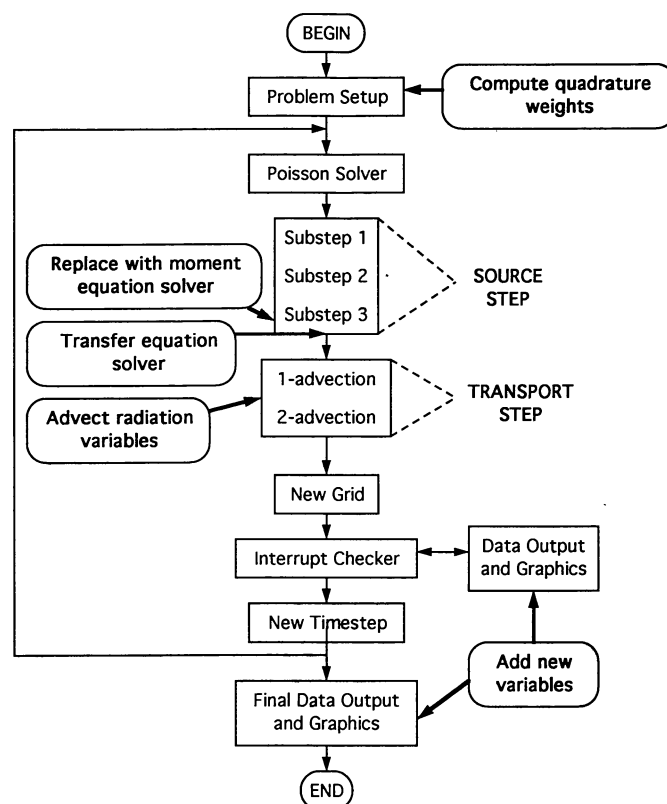 BEGIN
Problem Setup
Compute quadrature
weights
Poisson Solver
Substep 1
Substep 2
Substep 3
Replace with moment
equation solver
SOURCE
STEP
Transfer equation
solver
1-advection
2-advection
Advect radiation
variables
TRANSPORT
STEP
New Grid
Interrupt Checker
Data Output
and Graphics
New Timestep
Add new
variables
Final Data Output
and Graphics
END